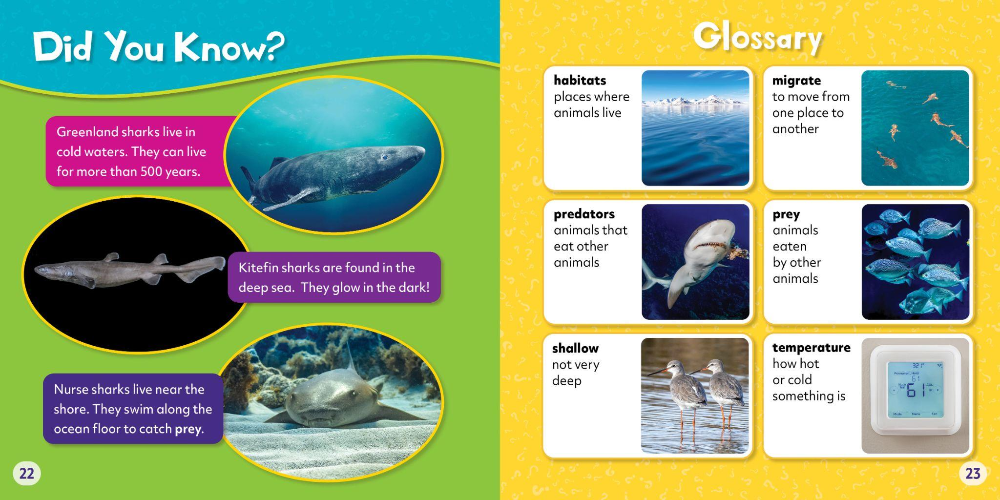 Did You Know?
Greenland sharks live in
cold waters. They can live
for more than 500 years.
Kitefin sharks are found in the
deep sea.  They glow in the dark!
Nurse sharks live near the
shore. They swim along the
ocean floor to catch prey.
22
Glossary
habitats
places where
animals live
migrate
to move from
one place to
another
predators
animals that
eat other
animals
prey
animals
eaten
by other
animals
shallow
not very
deep
temperature
how hot
or cold
something is
Permanent Hold
61
Mode
Fan
61
On
Mode Menu Fan
23